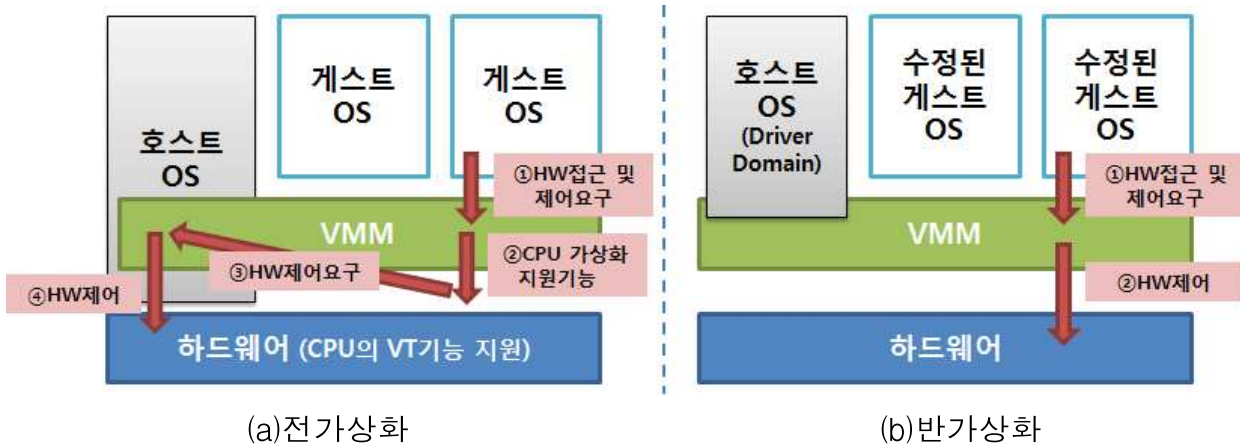 호스트
OS
게스트
OS
게스트
OS
①HW접근 및
제어요구
VMM
②CPU 가상화
지원기능
③HW제어요구
④HW제어
하드웨어 (CPU의 VT기능 지원)
(a)전가상화
호스트
OS
(Driver
Domain)
수정된
게스트
OS
수정된
게스트
OS
①HW접근 및
제어요구
VMM
②HW제어
하드웨어
(b)반가상화